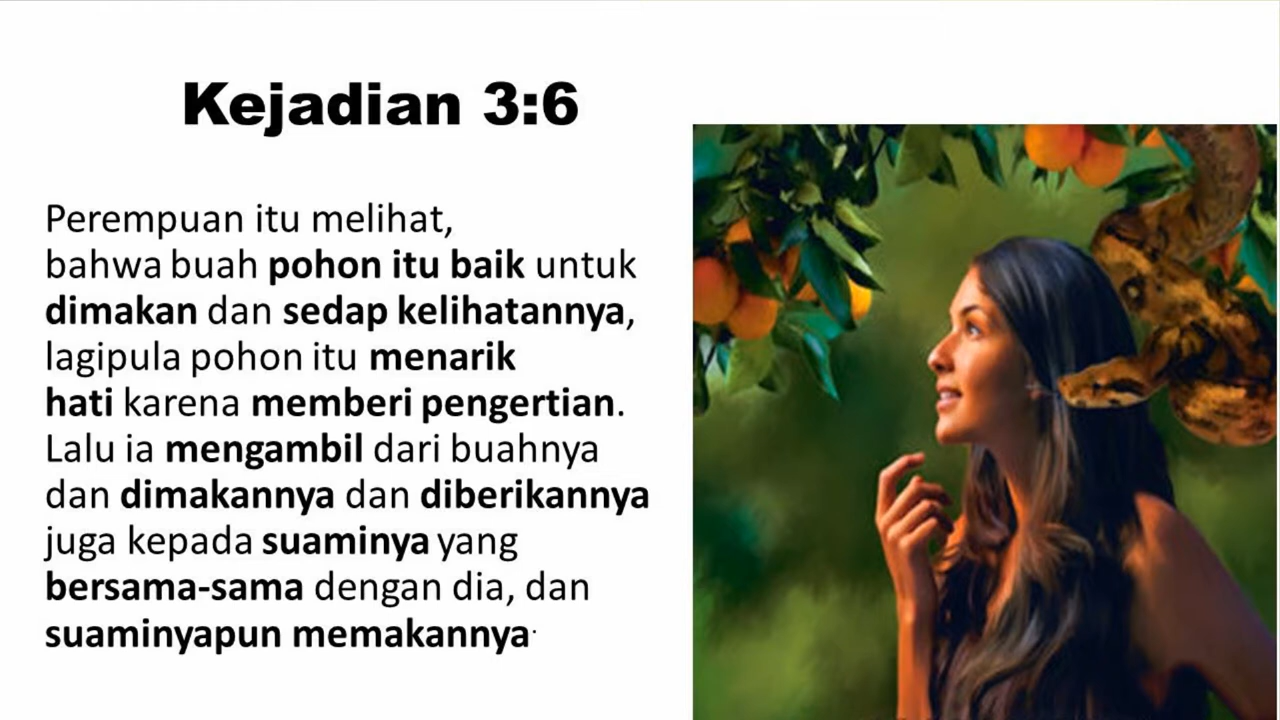 Kejadian 3:6
Perempuan itu melihat,
bahwa buah pohon itu baik untuk
dimakan dan sedap kelihatannya,
lagipula pohon itu menarik
hati karena memberi pengertian.
Lalu ia mengambil dari buahnya
dan dimakannya dan diberikannya
juga kepada suaminya yang
bersama-sama dengan dia, dan
suaminyapun memakannya.